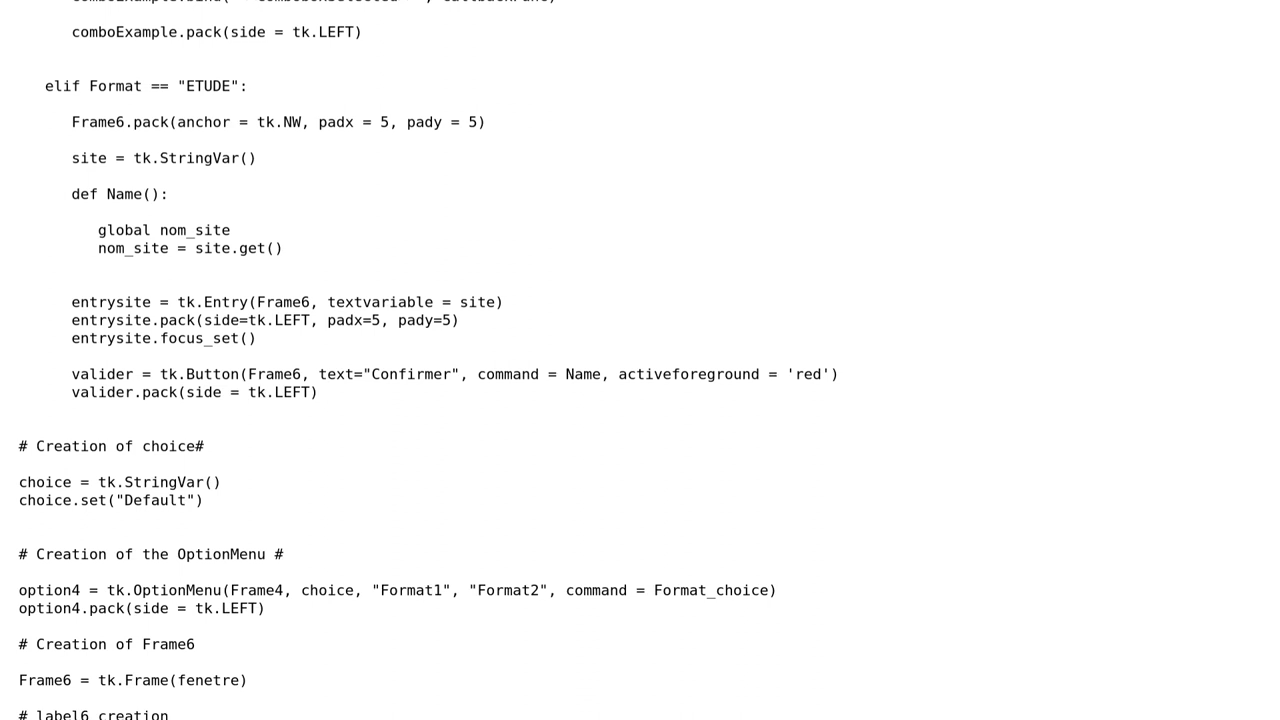 comboExample.pack(side = tk.LEFT)
elif Format == "ETUDE":
Frame6.pack(anchor = tk.NW, padx = 5, pady = 5)
site = tk.StringVar()
def Name():
global nom_site
nom_site = site.get()
entrysite = tk.Entry(Frame6, textvariable = site)
entrysite.pack(side=tk.LEFT, padx=5, pady=5)
entrysite.focus_set()
valider = tk.Button(Frame6, text="Confirmer", command = Name, activeforeground = 'red')
valider.pack(side = tk.LEFT)
# Creation of choice#
choice = tk.StringVar()
choice.set("Default")
# Creation of the OptionMenu #
option4 = tk.OptionMenu(Frame4, choice, "Format1", "Format2", command = Format_choice)
option4.pack(side = tk.LEFT)
# Creation of Frame6
Frame6 = tk.Frame(fenetre)
# label6 creation